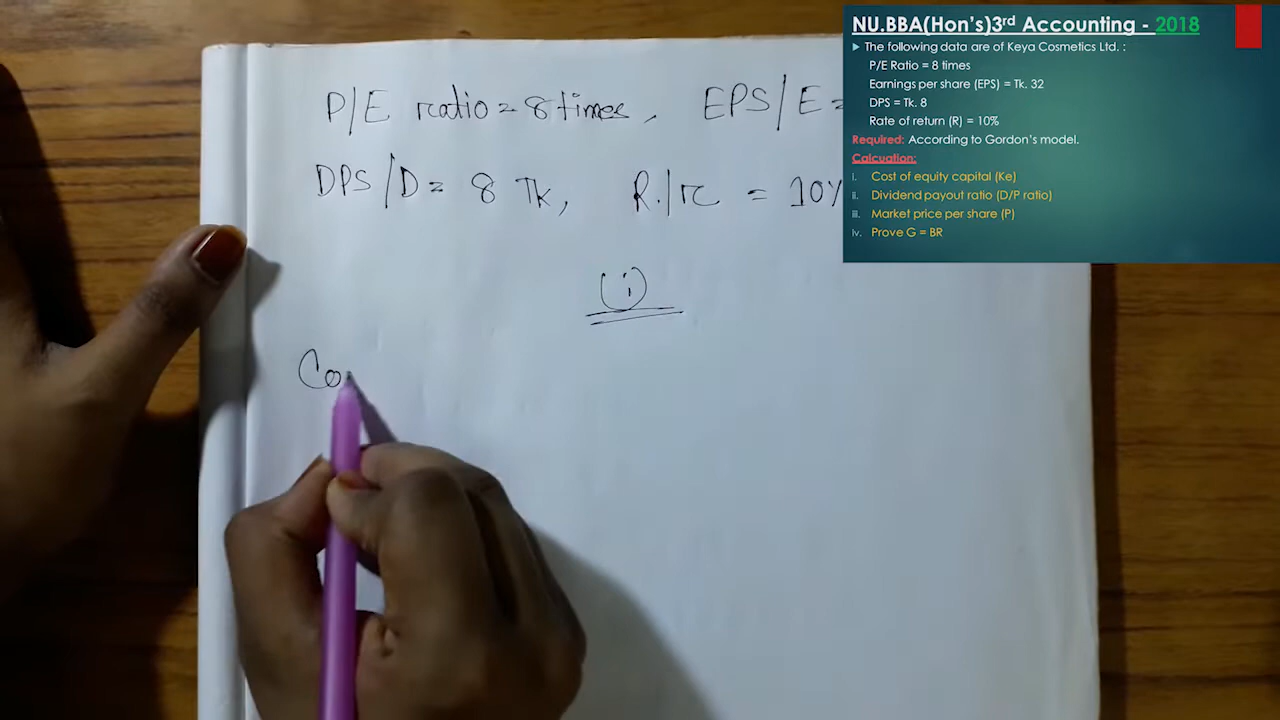 P/E ratio = 8 times, EPS/E =
DPS/D = 8 Tk, R./r = 10%
(i)
Co
NU.BBA(Hon's)3rd Accounting - 2018
The following data are of Keya Cosmetics Ltd. :
P/E Ratio = 8 times
Earnings per share (EPS) = Tk. 32
DPS = Tk. 8
Rate of return (R) = 10%
Required: According to Gordon's model.
Calcuation:
i. Cost of equity capital (Ke)
ii. Dividend payout ratio (D/P ratio)
iii. Market price per share (P)
iv. Prove G = BR